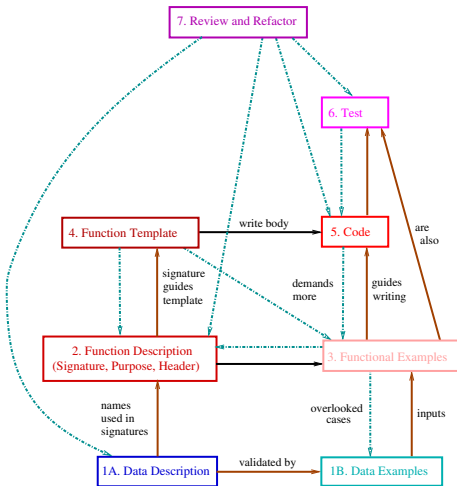 7. Review and Refactor
6. Test
4. Function Template
write body
5. Code
are
also
signature
guides
template
demands
more
guides
writing
2. Function Description
(Signature, Purpose, Header)
3. Functional Examples
names
used in
signatures
overlooked
cases
inputs
1A. Data Description
validated by
1B. Data Examples